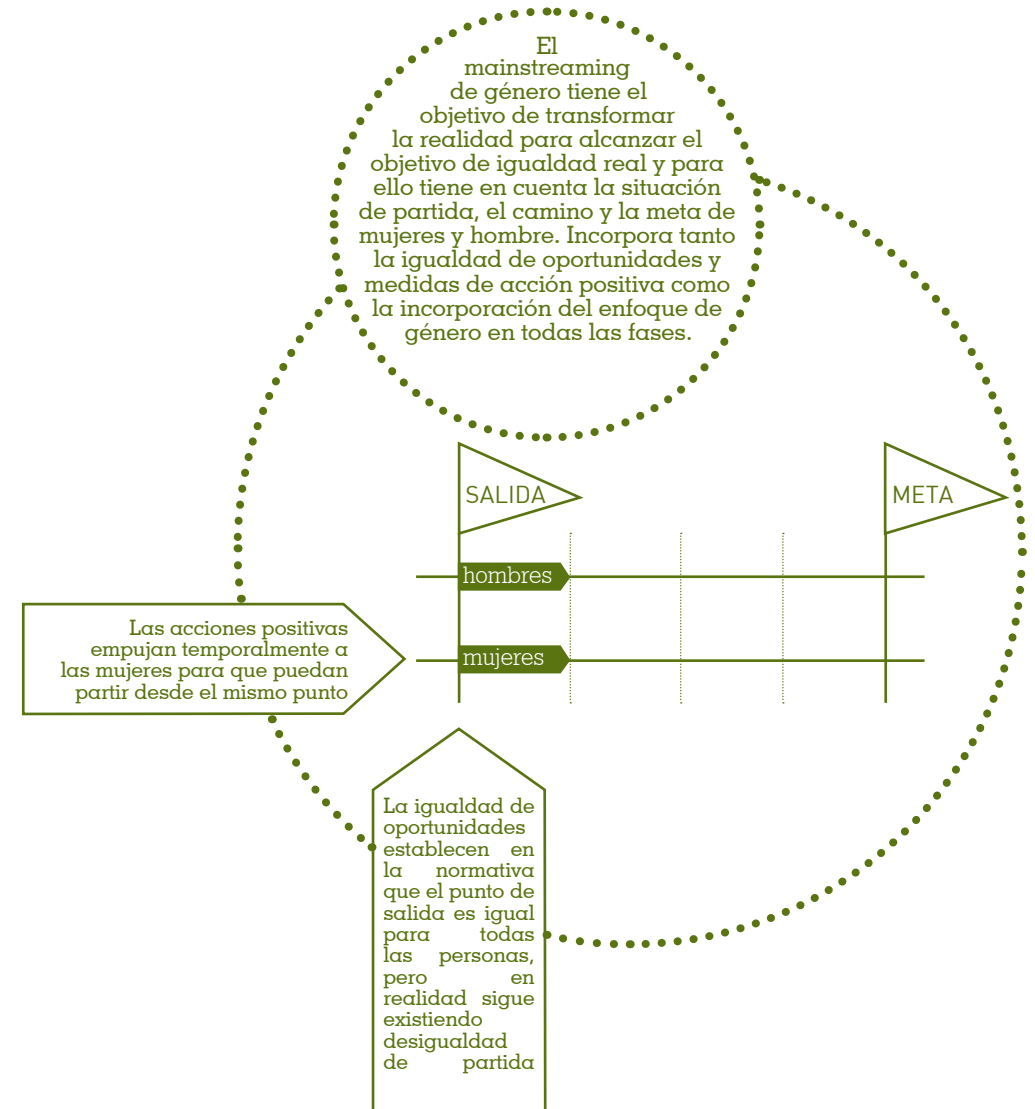 El
mainstreaming
de género tiene el
objetivo de transformar
la realidad para alcanzar el
objetivo de igualdad real y para
ello tiene en cuenta la situación
de partida, el camino y la meta de
mujeres y hombre. Incorpora tanto
la igualdad de oportunidades y
medidas de acción positiva como
la incorporación del enfoque de
género en todas las fases.
SALIDA
META
hombres
mujeres
Las acciones positivas
empujan temporalmente a
las mujeres para que puedan
partir desde el mismo punto
La igualdad de
oportunidades
establecen en
la normativa
que el punto de
salida es igual
para todas
las personas,
pero en
realidad sigue
existiendo
desigualdad
de partida